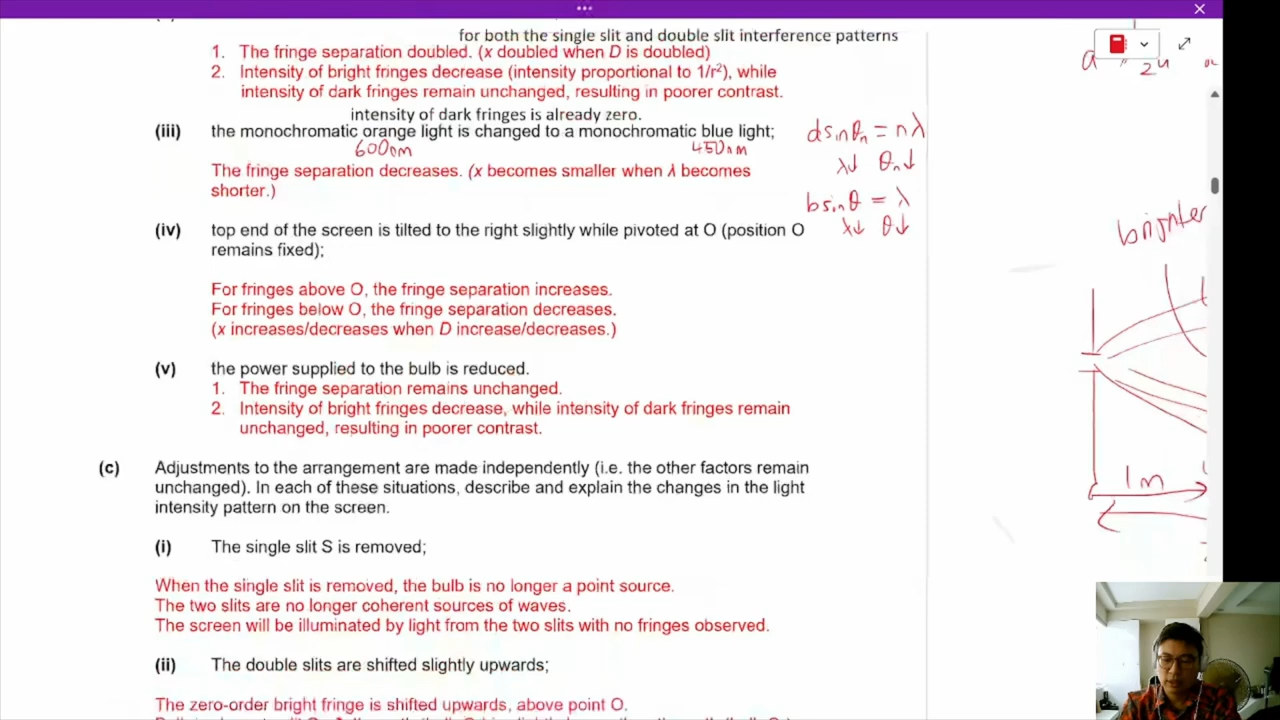 for both the single slit and double slit interference patterns
1. The fringe separation doubled. (x doubled when D is doubled)
2. Intensity of bright fringes decrease (intensity proportional to 1/r²), while
intensity of dark fringes remain unchanged, resulting in poorer contrast.
intensity of dark fringes is already zero.
(iii) the monochromatic orange light is changed to a monochromatic blue light;
600nm 450nm
The fringe separation decreases. (x becomes smaller when λ becomes
shorter.)
dsinθn = nλ
λ↓ θn↓
bsinθ = λ
λ↓ θ↓
(iv) top end of the screen is tilted to the right slightly while pivoted at O (position O
remains fixed);
For fringes above O, the fringe separation increases.
For fringes below O, the fringe separation decreases.
(x increases/decreases when D increase/decreases.)
(v) the power supplied to the bulb is reduced.
1. The fringe separation remains unchanged.
2. Intensity of bright fringes decrease, while intensity of dark fringes remain
unchanged, resulting in poorer contrast.
(c) Adjustments to the arrangement are made independently (i.e. the other factors remain
unchanged). In each of these situations, describe and explain the changes in the light
intensity pattern on the screen.
(i) The single slit S is removed;
When the single slit is removed, the bulb is no longer a point source.
The two slits are no longer coherent sources of waves.
The screen will be illuminated by light from the two slits with no fringes observed.
(ii) The double slits are shifted slightly upwards;
The zero-order bright fringe is shifted upwards, above point O.
brighter
1m